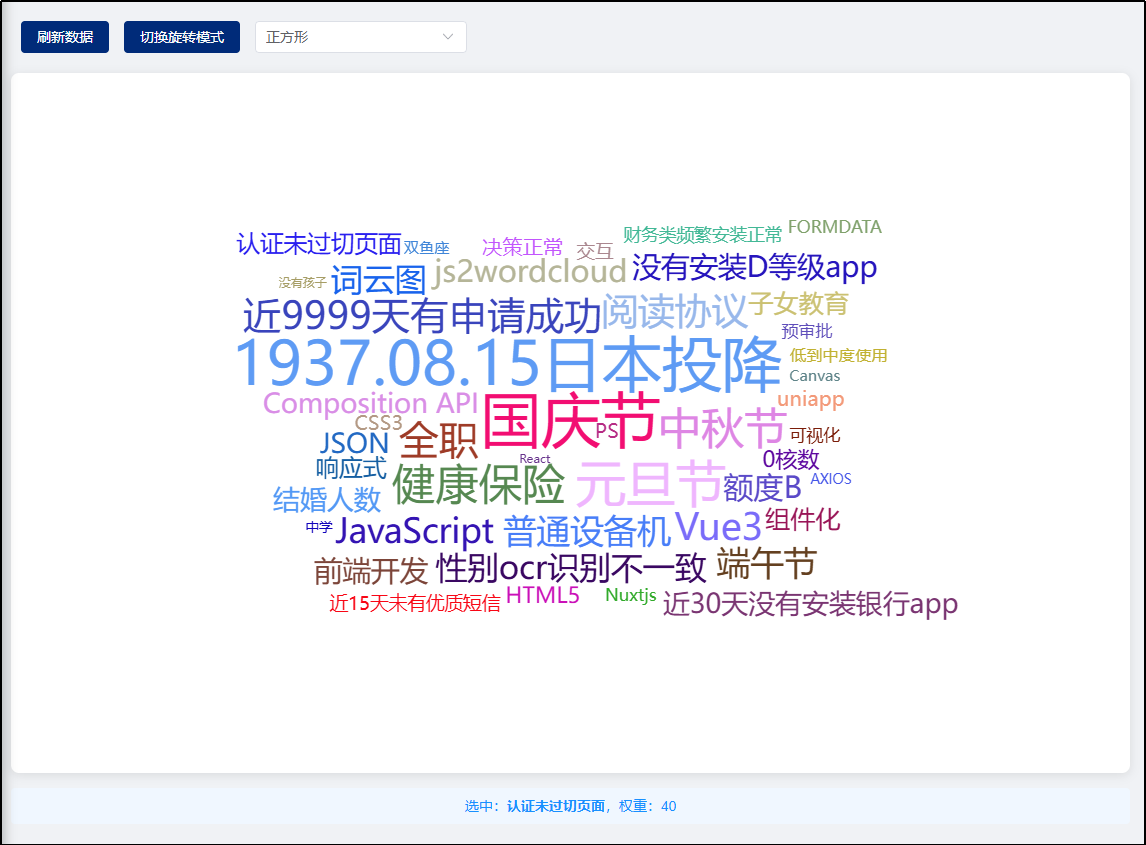 刷新数据 切换旋转模式 正方形
FORMDATA
财务类频繁安装正常
认证未过切页面 双鱼座 决策正常 交互
没有孩子 词云图 js2wordcloud 没有安装D等级app
近9999天有申请成功 阅读协议 子女教育
预审批
1937.08.15日本投降 低到中度使用
Canvas
Composition API uniapp
CSS3 国庆节 PS 中秋节 可视化
JSON 全职 React 0核数
响应式 健康保险 元旦节 额度B AXIOS
结婚人数
中学 JavaScript 普通设备机 Vue3 组件化
前端开发 性别ocr识别不一致 端午节
近15天未有优质短信 HTML5 Nuxtjs 近30天没有安装银行app
选中：认证未过切页面，权重：40